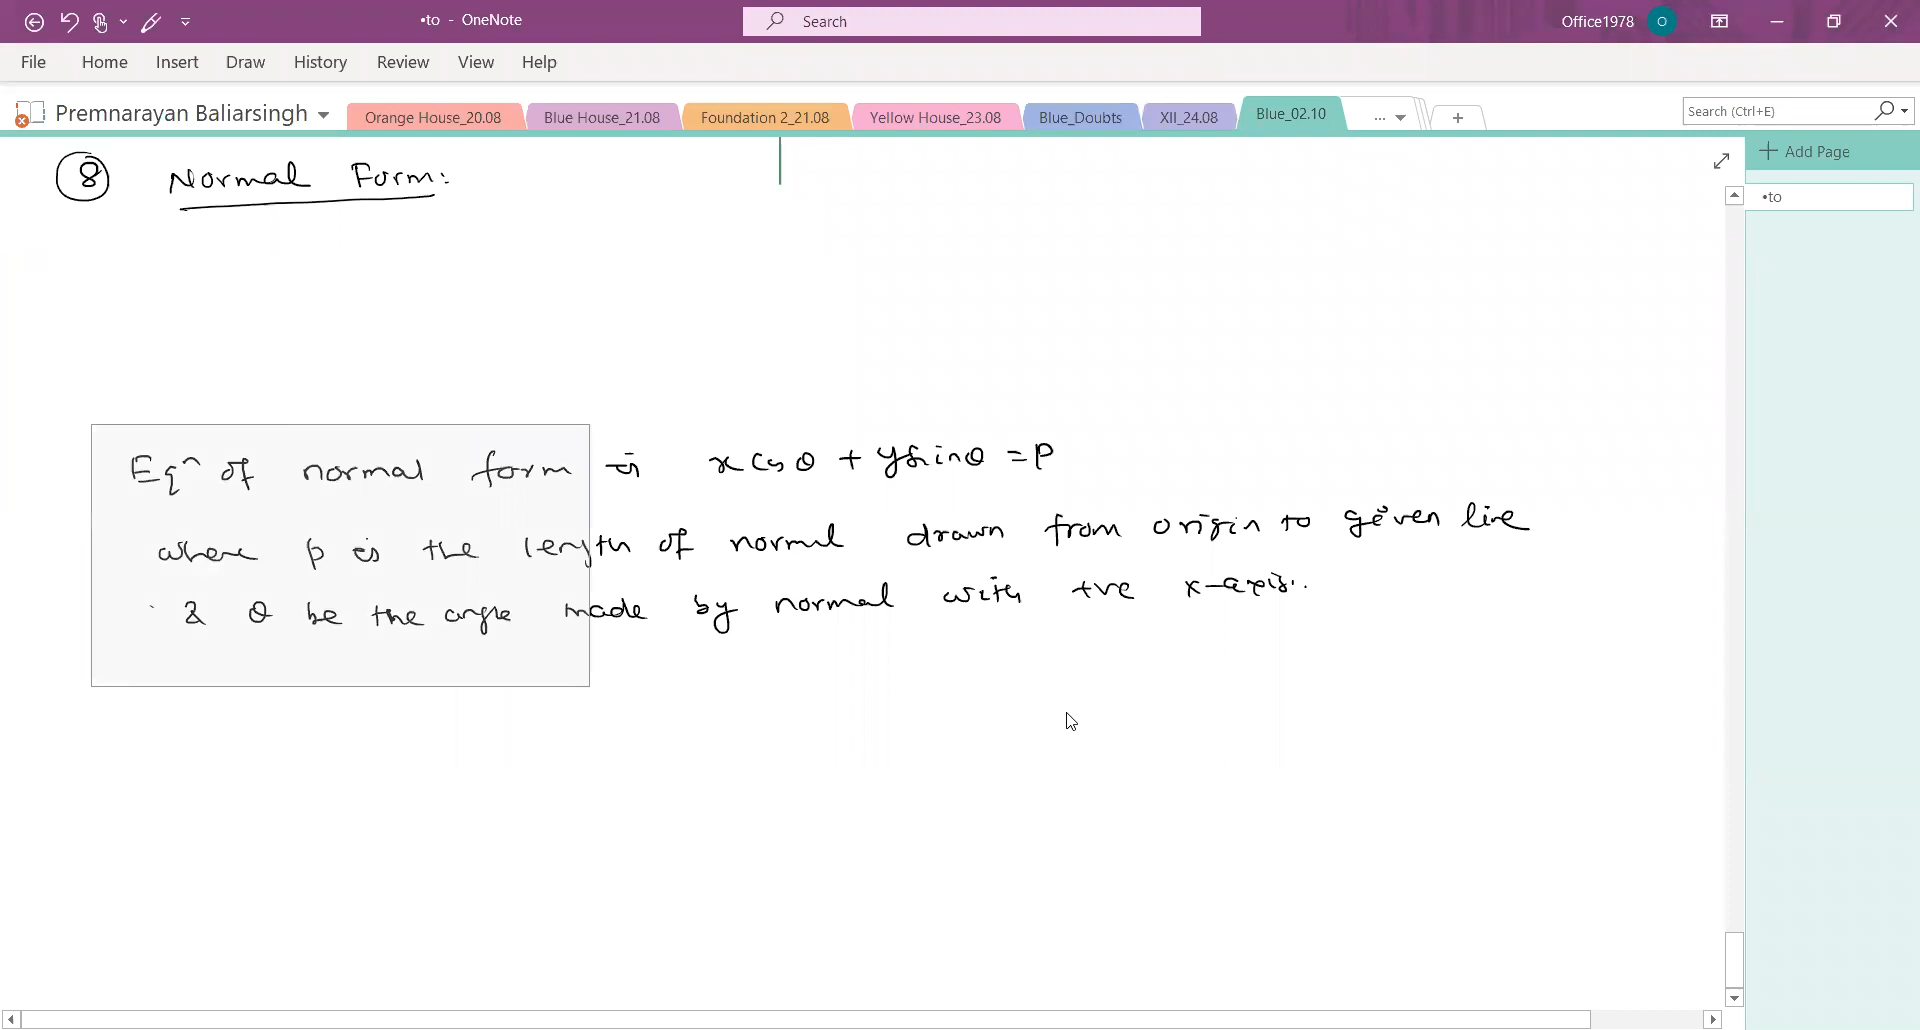 •to - OneNote
Search
Office1978
O
File Home Insert Draw History Review View Help
Premnarayan Baliarsingh
Orange House_20.08
Blue House_21.08
Foundation 2_21.08
Yellow House_23.08
Blue_Doubts
XII_24.08
Blue_02.10
...
+
Search (Ctrl+E)
+ Add Page
•to
⑧ Normal Form:
Eqⁿ of normal form is x cos θ + y sin θ = P
where p is the length of normal drawn from origin to given line
& θ be the angle made by normal with +ve x-axis.